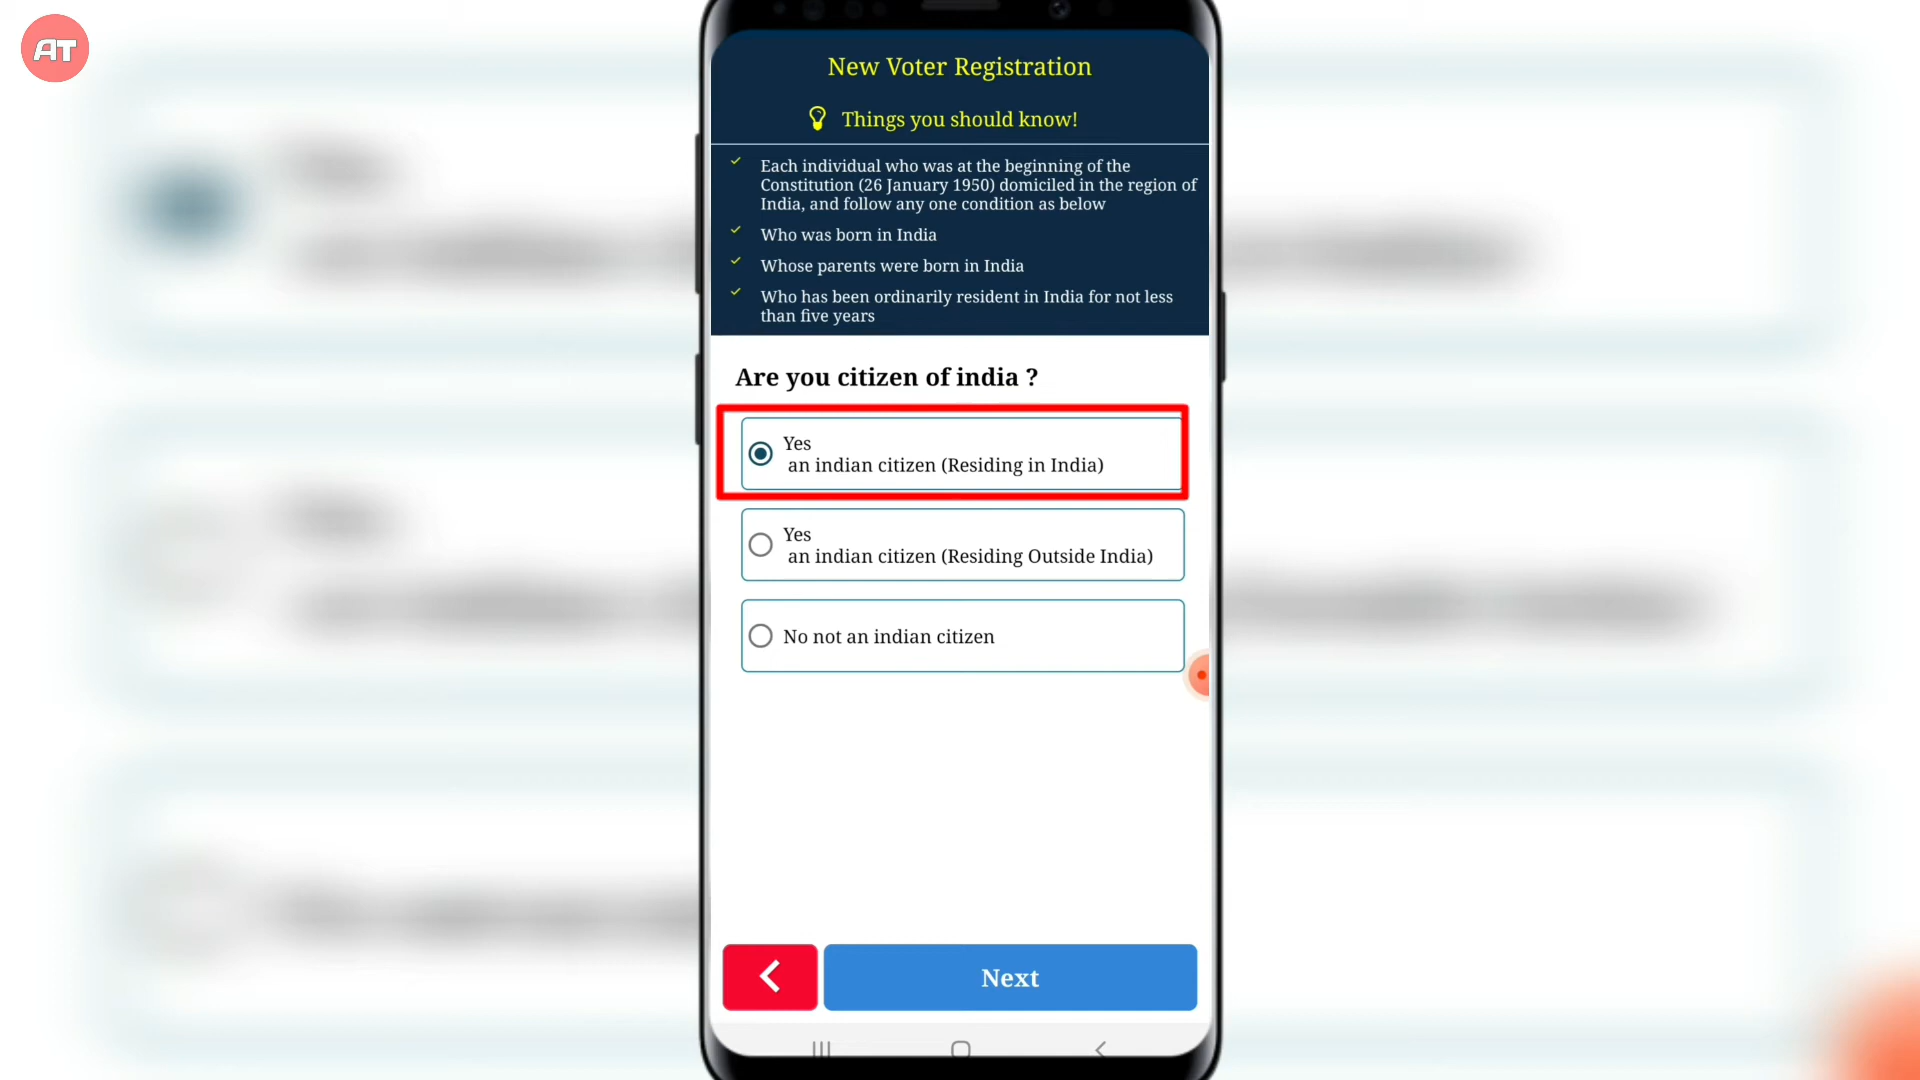 AT
New Voter Registration
Things you should know!
Each individual who was at the beginning of the
Constitution (26 January 1950) domiciled in the region of
India, and follow any one condition as below
Who was born in India
Whose parents were born in India
Who has been ordinarily resident in India for not less
than five years
Are you citizen of india ?
Yes
an indian citizen (Residing in India)
Yes
an indian citizen (Residing Outside India)
No not an indian citizen
Next